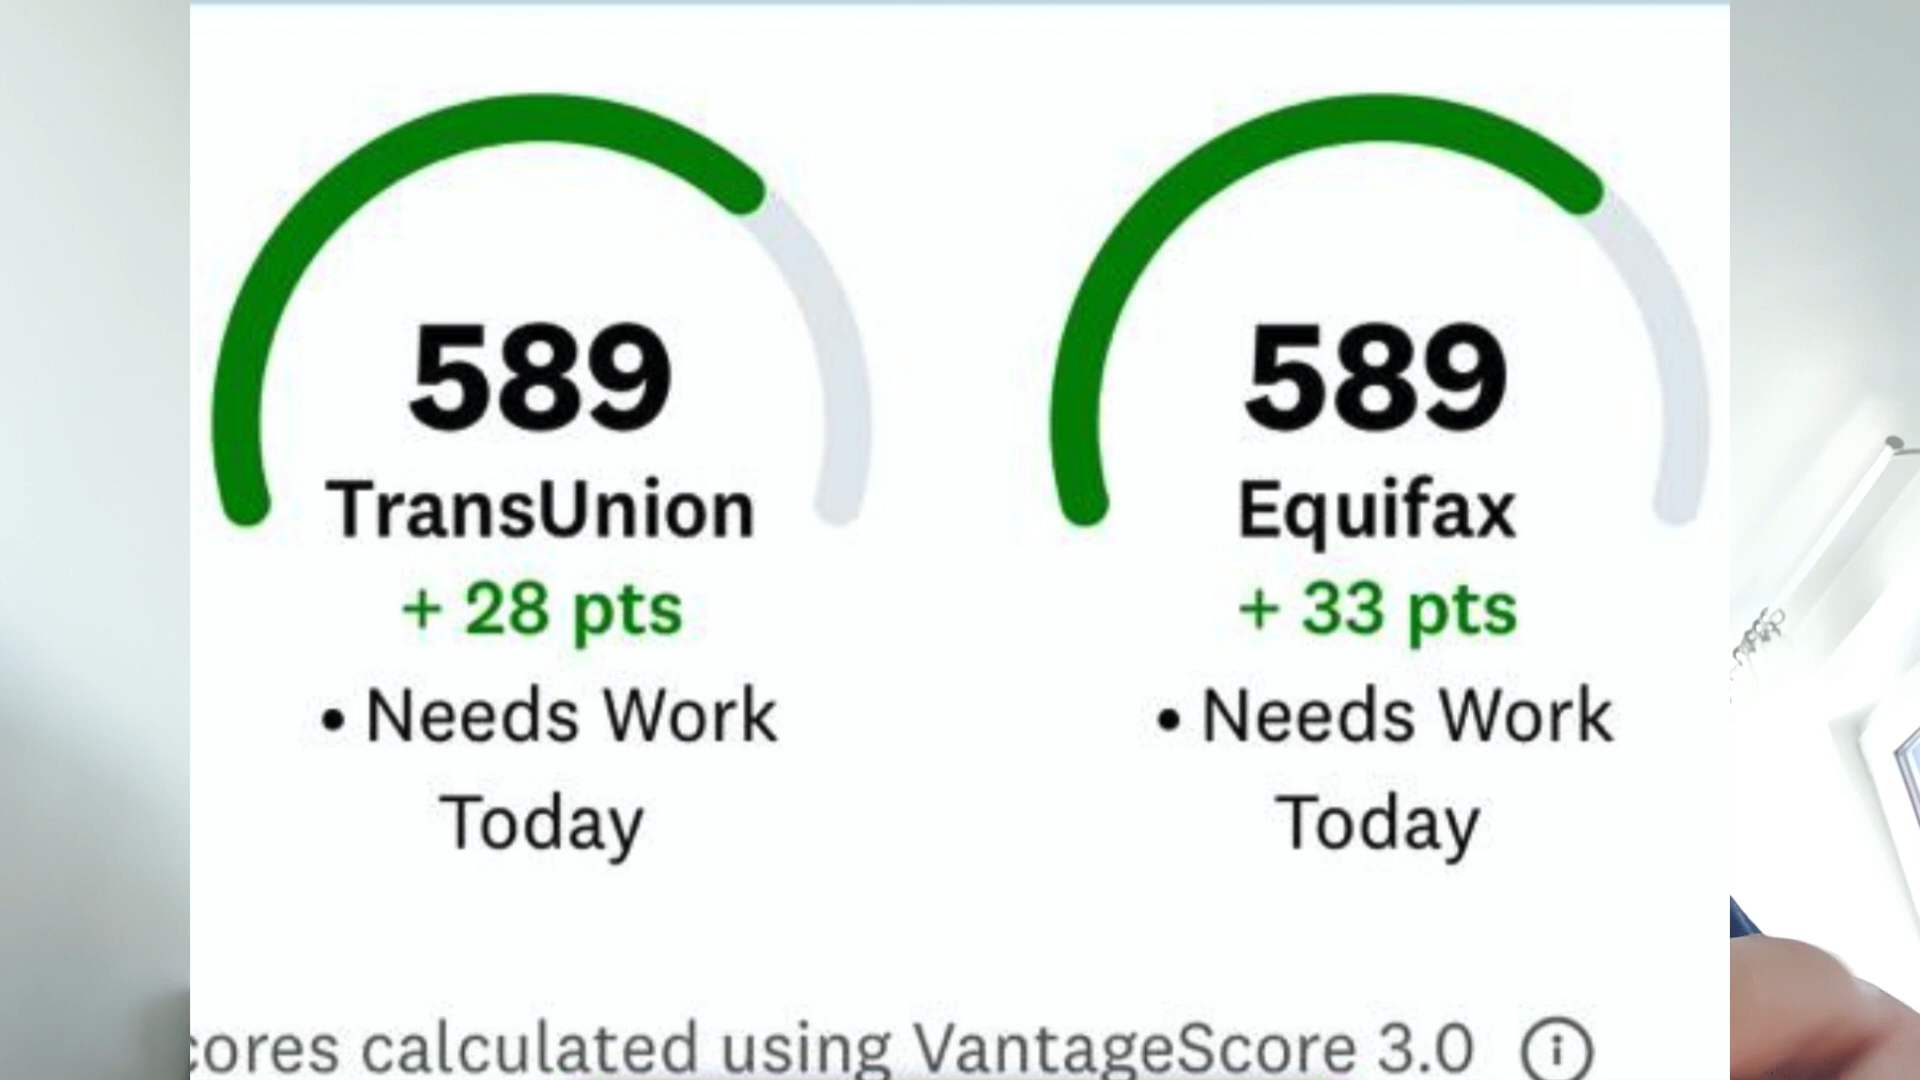 589
TransUnion
+ 28 pts
• Needs Work
Today
589
Equifax
+ 33 pts
• Needs Work
Today
calculated using VantageScore 3.0